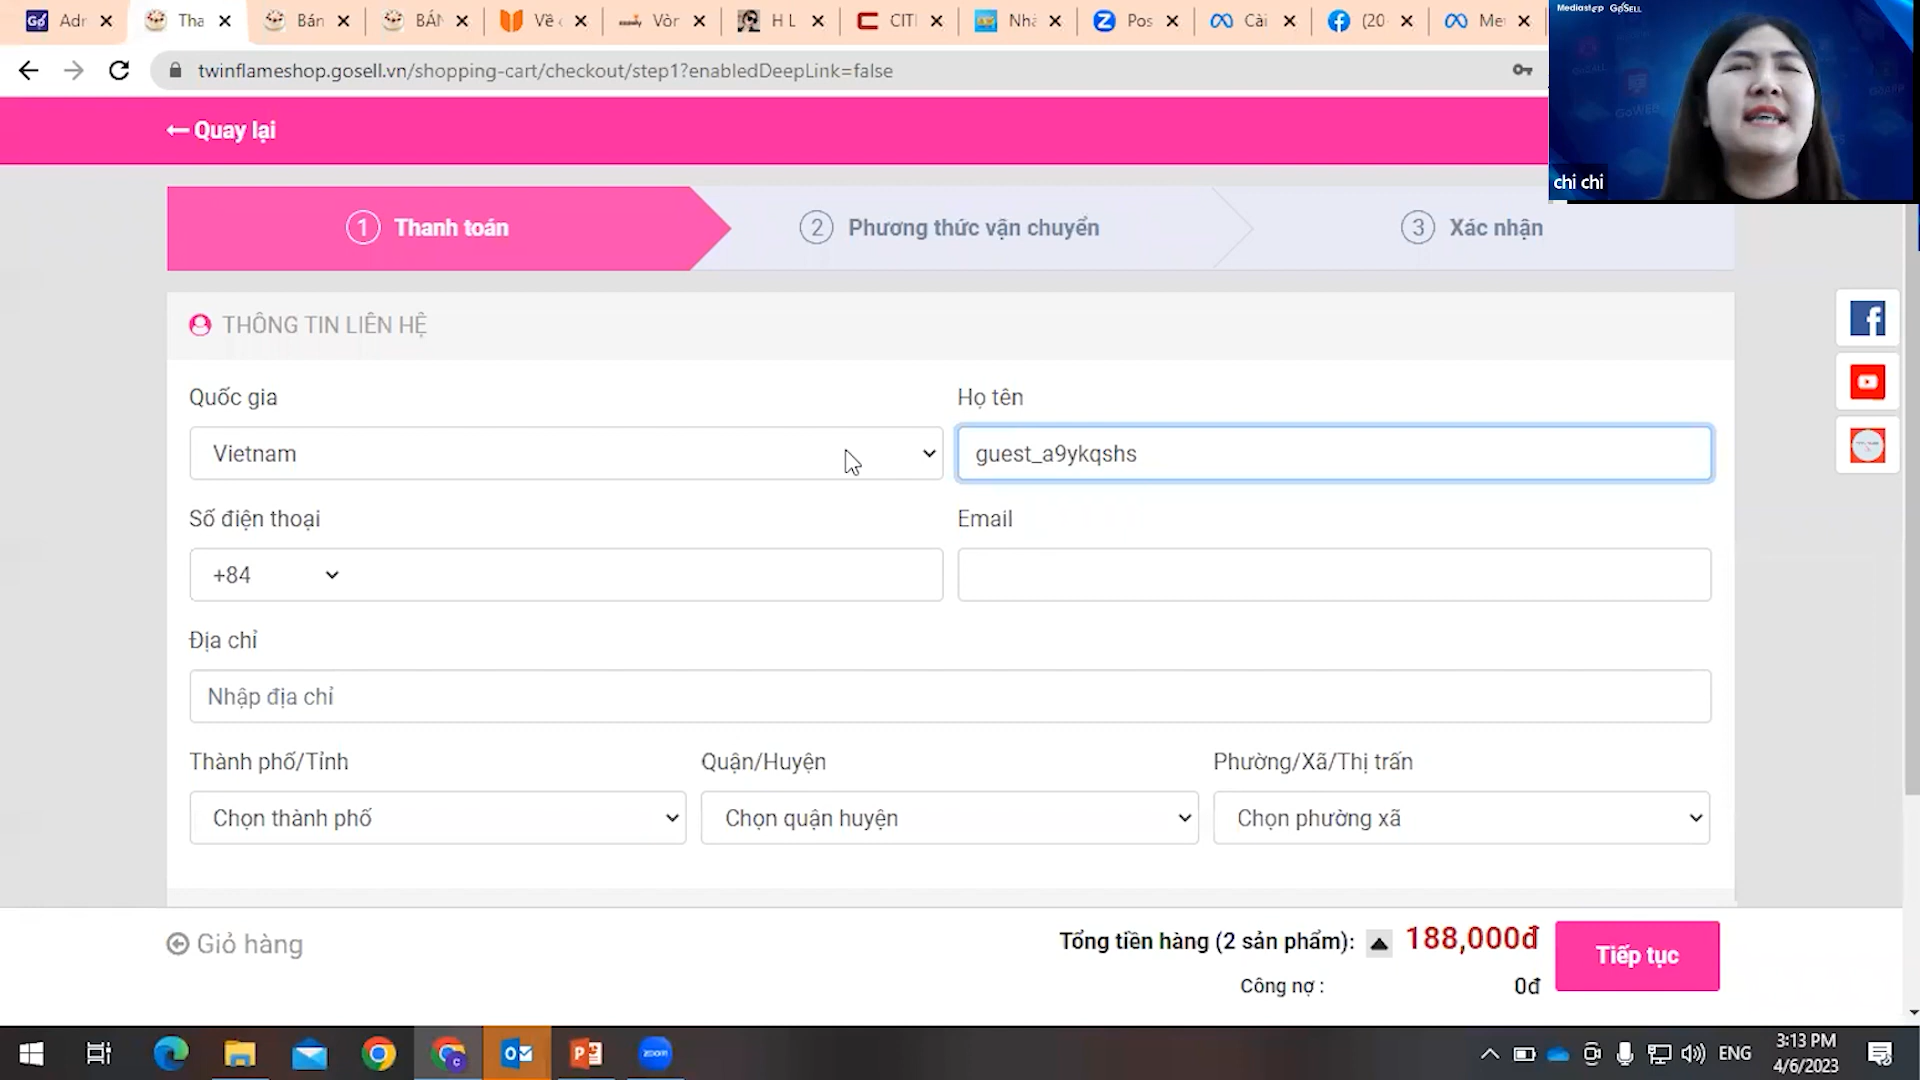 Adr
Tha
Bán
BÁN
Về
Vòr
H L
CITI
Nhà
Pos
Cài
(20
Me
Mediastep GoSELL
twinflameshop.gosell.vn/shopping-cart/checkout/step1?enabledDeepLink=false
← Quay lại
chi chi
1 Thanh toán
2 Phương thức vận chuyển
3 Xác nhận
THÔNG TIN LIÊN HỆ
Quốc gia
Họ tên
Vietnam
guest_a9ykqshs
Số điện thoại
Email
+84
Địa chỉ
Nhập địa chỉ
Thành phố/Tỉnh
Quận/Huyện
Phường/Xã/Thị trấn
Chọn thành phố
Chọn quận huyện
Chọn phường xã
Giỏ hàng
Tổng tiền hàng (2 sản phẩm): 188,000đ
Tiếp tục
Công nợ : 0đ
zoom
ENG
3:13 PM
4/6/2023